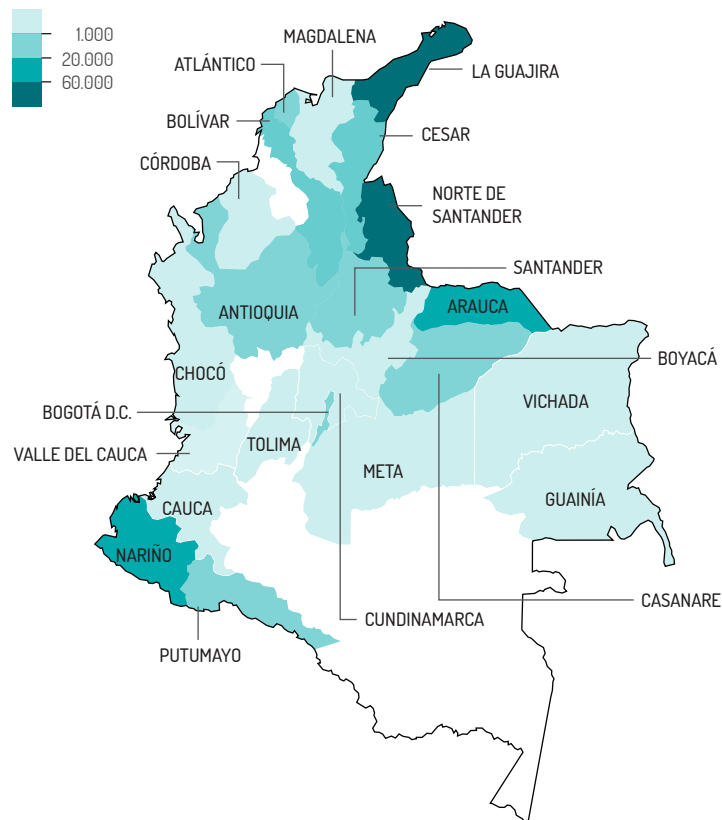 1.000
20.000
60.000
MAGDALENA
ATLÁNTICO
LA GUAJIRA
BOLÍVAR
CESAR
CÓRDOBA
NORTE DE
SANTANDER
SANTANDER
ANTIOQUIA
ARAUCA
BOYACÁ
CHOCÓ
VICHADA
BOGOTÁ D.C.
TOLIMA
VALLE DEL CAUCA
META
GUAINÍA
CAUCA
NARIÑO
CASANARE
CUNDINAMARCA
PUTUMAYO